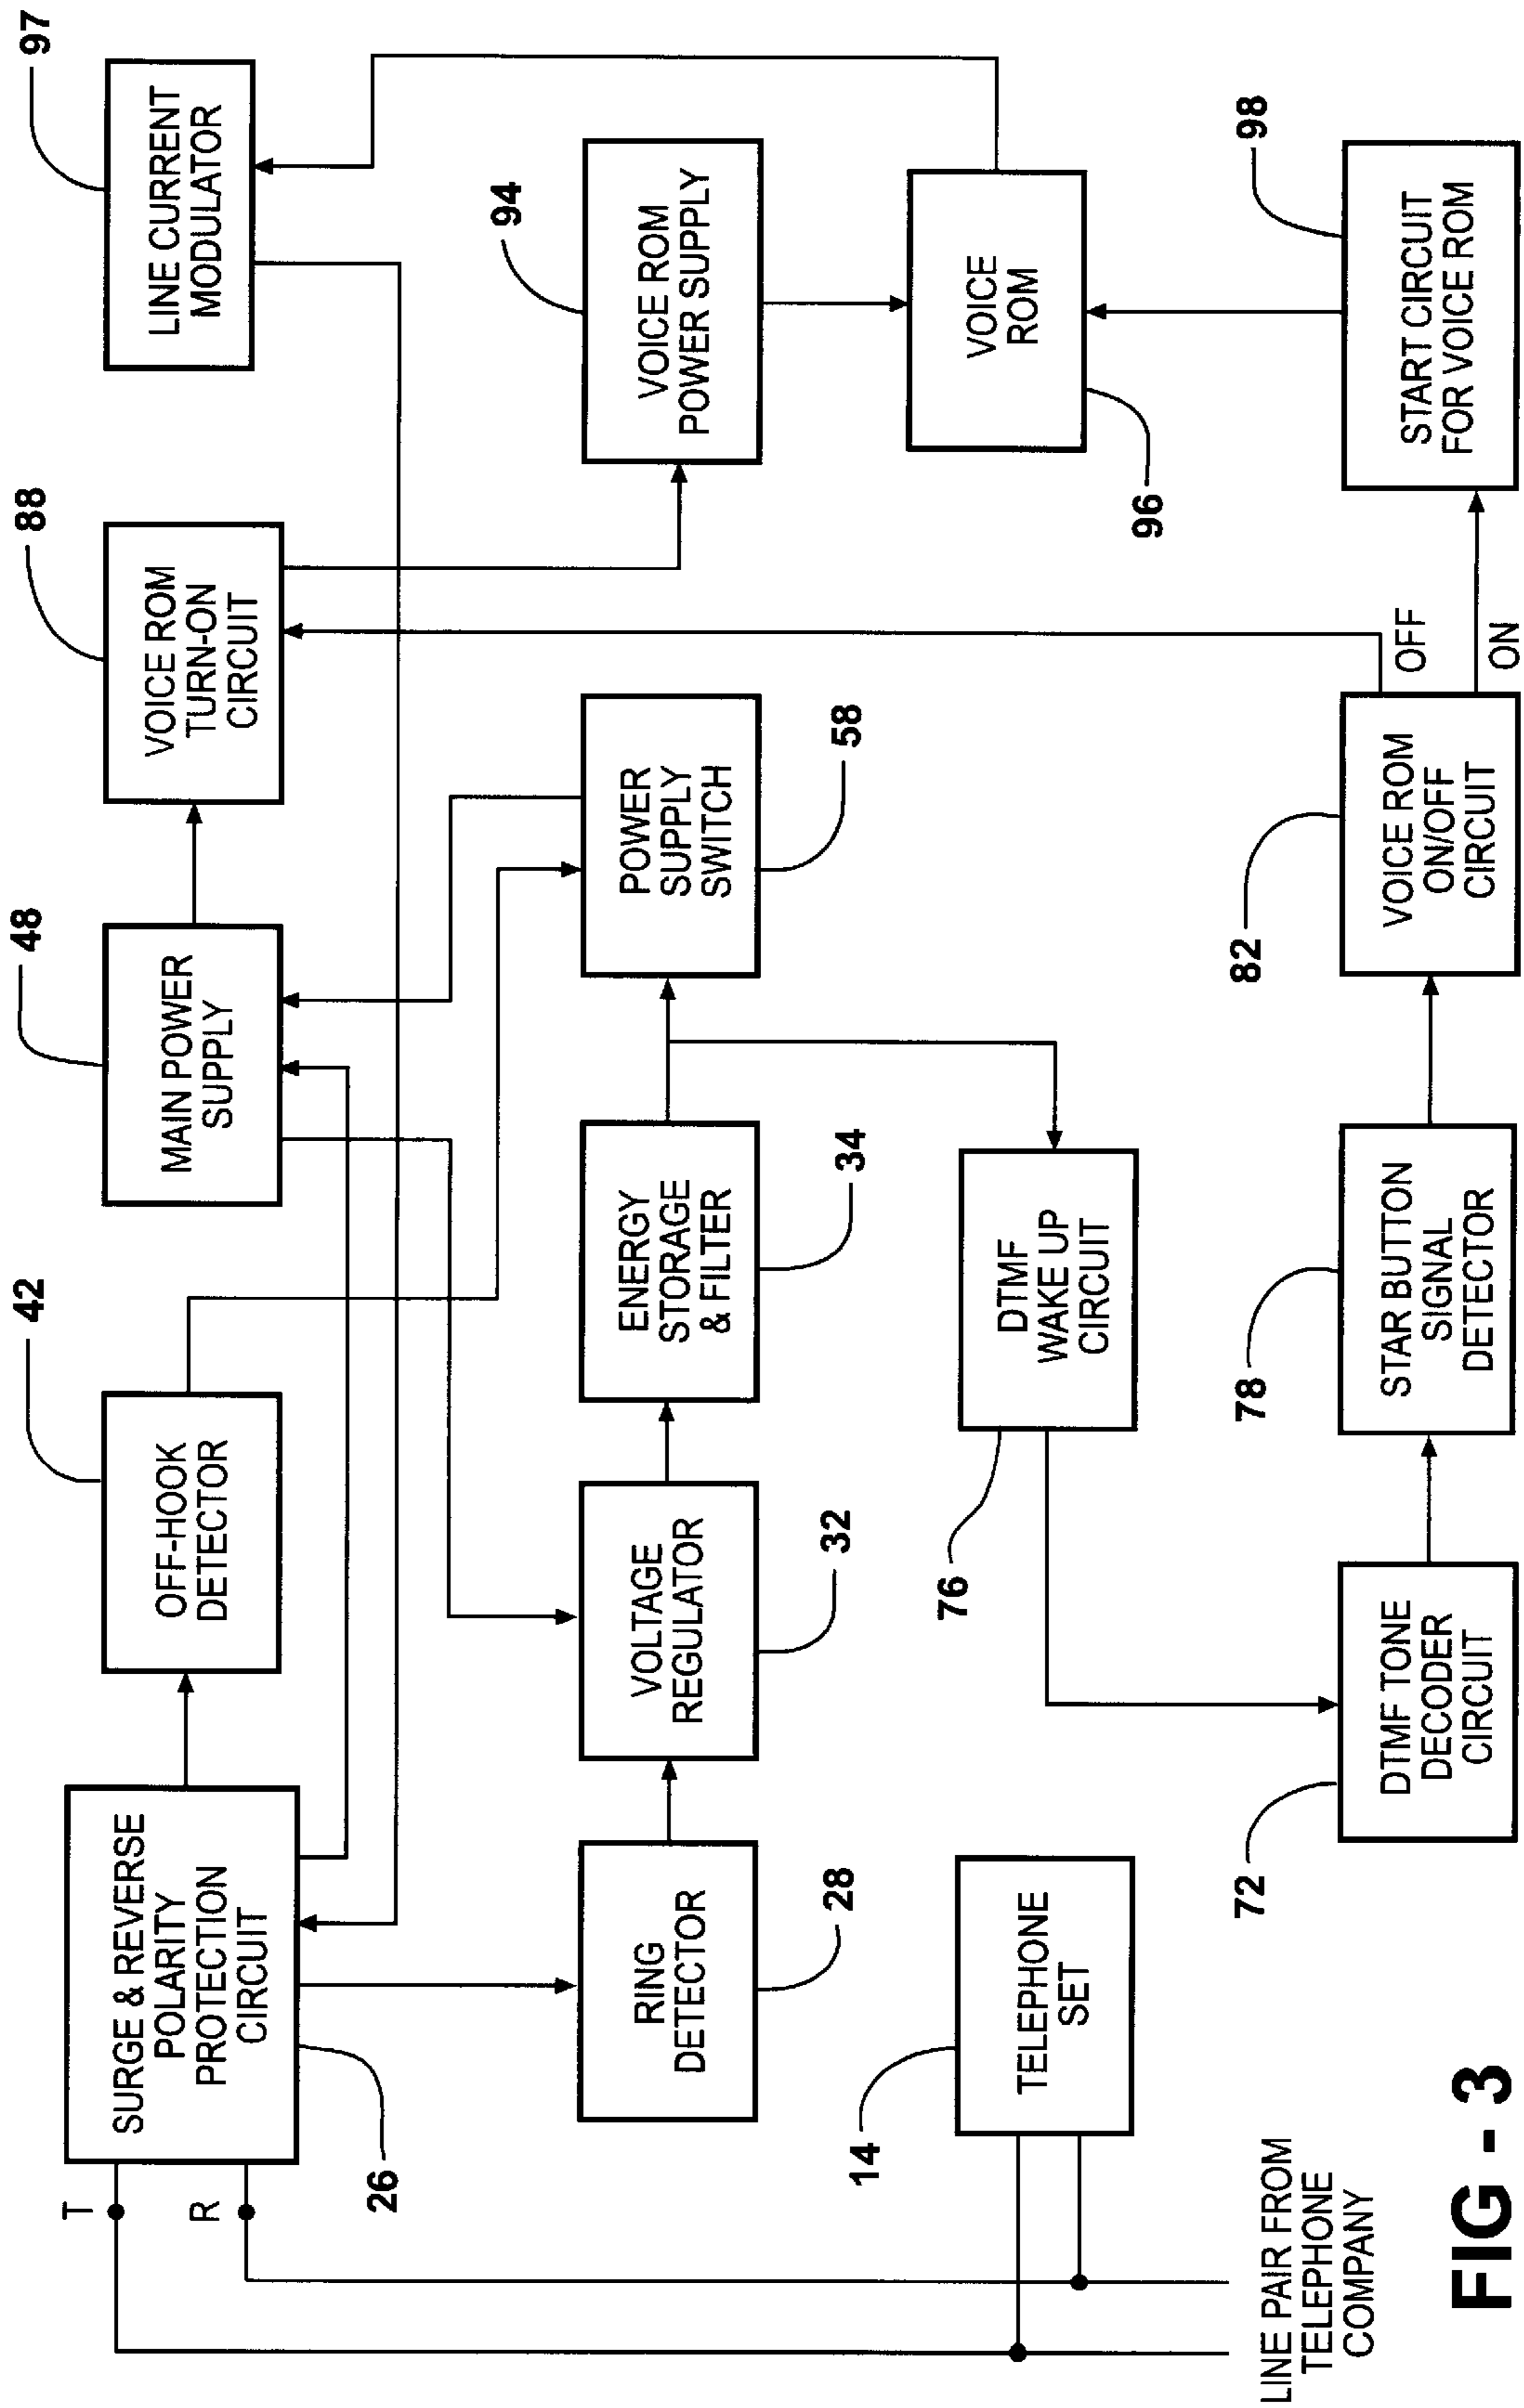 T
R
SURGE & REVERSE
POLARITY
PROTECTION
CIRCUIT
26
OFF-HOOK
DETECTOR
42
MAIN POWER
SUPPLY
48
VOICE ROM
TURN-ON
CIRCUIT
88
LINE CURRENT
MODULATOR
97
RING
DETECTOR
28
VOLTAGE
REGULATOR
32
ENERGY
STORAGE
& FILTER
34
POWER
SUPPLY
SWITCH
58
VOICE ROM
POWER SUPPLY
94
TELEPHONE
SET
14
DTMF
WAKE UP
CIRCUIT
76
VOICE
ROM
96
LINE PAIR FROM
TELEPHONE
COMPANY
DTMF TONE
DECODER
CIRCUIT
72
STAR BUTTON
SIGNAL
DETECTOR
78
VOICE ROM
ON/OFF
CIRCUIT
82
OFF
ON
START CIRCUIT
FOR VOICE ROM
98
FIG - 3